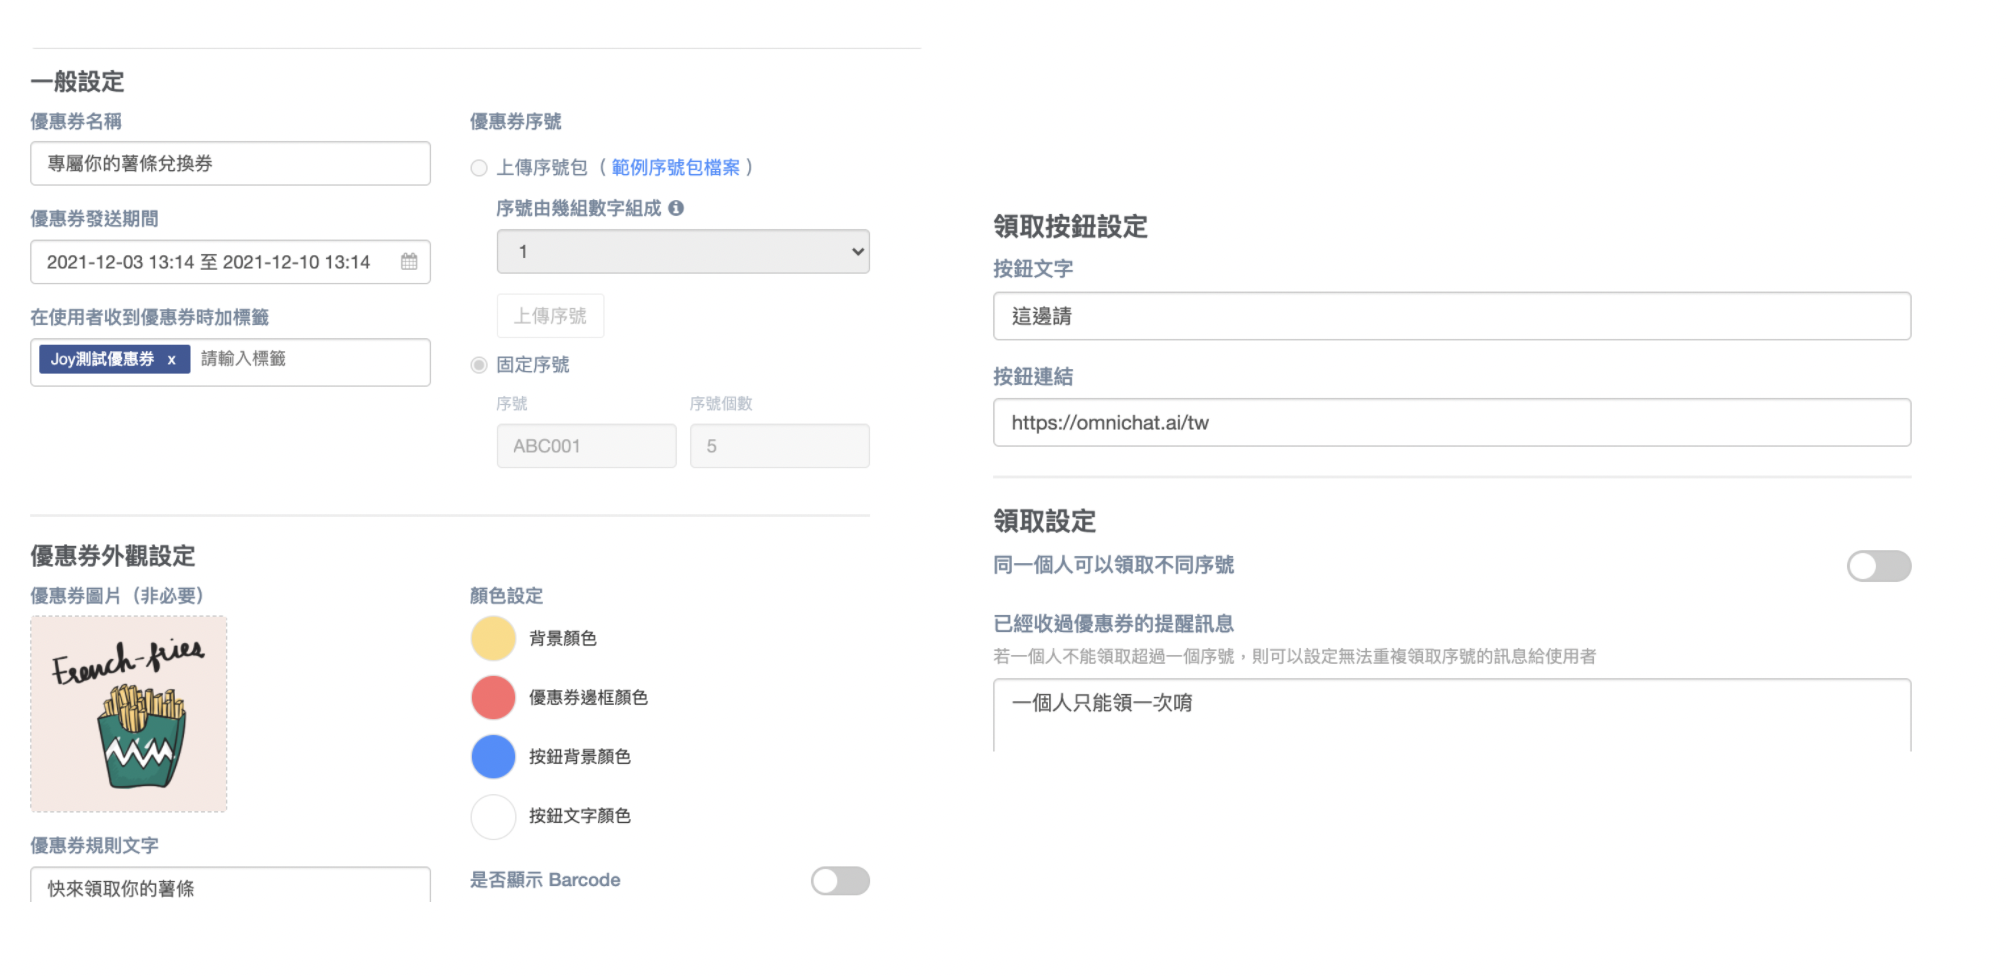 一般設定
優惠券名稱
專屬你的薯條兌換券
優惠券發送期間
2021-12-03 13:14 至 2021-12-10 13:14
在使用者收到優惠券時加標籤
Joy測試優惠券 x 請輸入標籤
優惠券序號
上傳序號包（ 範例序號包檔案 ）
序號由幾組數字組成
1
上傳序號
固定序號
序號 序號個數
ABC001 5
優惠券外觀設定
優惠券圖片（非必要）
French-fries
優惠券規則文字
快來領取你的薯條
顏色設定
背景顏色
優惠券邊框顏色
按鈕背景顏色
按鈕文字顏色
是否顯示 Barcode
領取按鈕設定
按鈕文字
這邊請
按鈕連結
https://omnichat.ai/tw
領取設定
同一個人可以領取不同序號
已經收過優惠券的提醒訊息
若一個人不能領取超過一個序號，則可以設定無法重複領取序號的訊息給使用者
一個人只能領一次唷